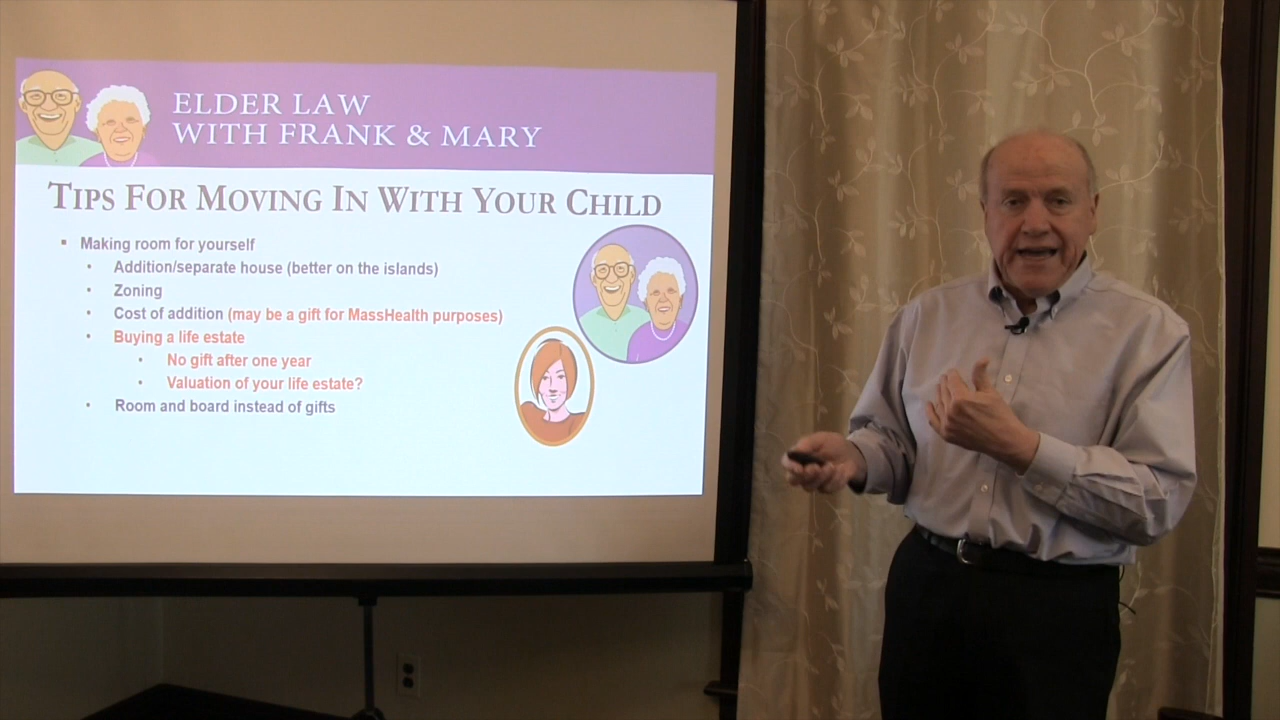 ELDER LAW
WITH FRANK & MARY
TIPS FOR MOVING IN WITH YOUR CHILD
▪ Making room for yourself
• Addition/separate house (better on the islands)
• Zoning
• Cost of addition (may be a gift for MassHealth purposes)
• Buying a life estate
• No gift after one year
• Valuation of your life estate?
• Room and board instead of gifts